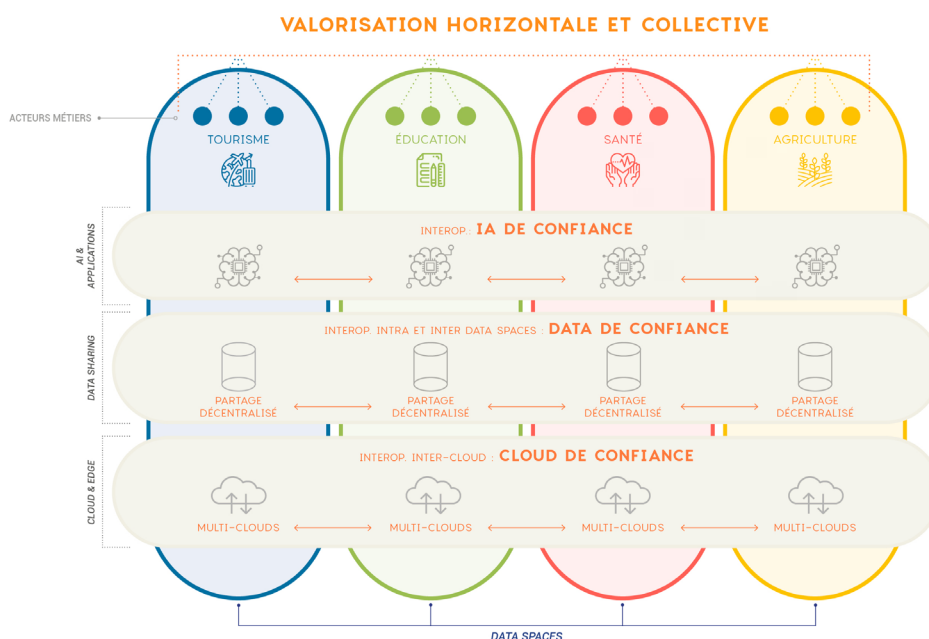 VALORISATION HORIZONTALE ET COLLECTIVE
ACTEURS MÉTIERS
TOURISME
ÉDUCATION
SANTÉ
AGRICULTURE
AI &
APPLICATIONS
INTEROP. : IA DE CONFIANCE
DATA SHARING
INTEROP. INTRA ET INTER DATA SPACES : DATA DE CONFIANCE
PARTAGE
DÉCENTRALISÉ
PARTAGE
DÉCENTRALISÉ
PARTAGE
DÉCENTRALISÉ
PARTAGE
DÉCENTRALISÉ
CLOUD & EDGE
INTEROP. INTER-CLOUD : CLOUD DE CONFIANCE
MULTI-CLOUDS
MULTI-CLOUDS
MULTI-CLOUDS
MULTI-CLOUDS
DATA SPACES